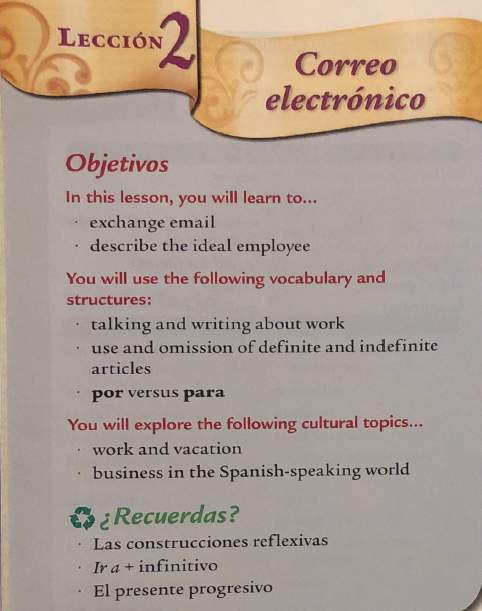 Lección 2
Correo
electrónico
Objetivos
In this lesson, you will learn to...
· exchange email
· describe the ideal employee
You will use the following vocabulary and
structures:
· talking and writing about work
· use and omission of definite and indefinite
articles
· por versus para
You will explore the following cultural topics...
· work and vacation
· business in the Spanish-speaking world
¿Recuerdas?
· Las construcciones reflexivas
· Ir a + infinitivo
· El presente progresivo